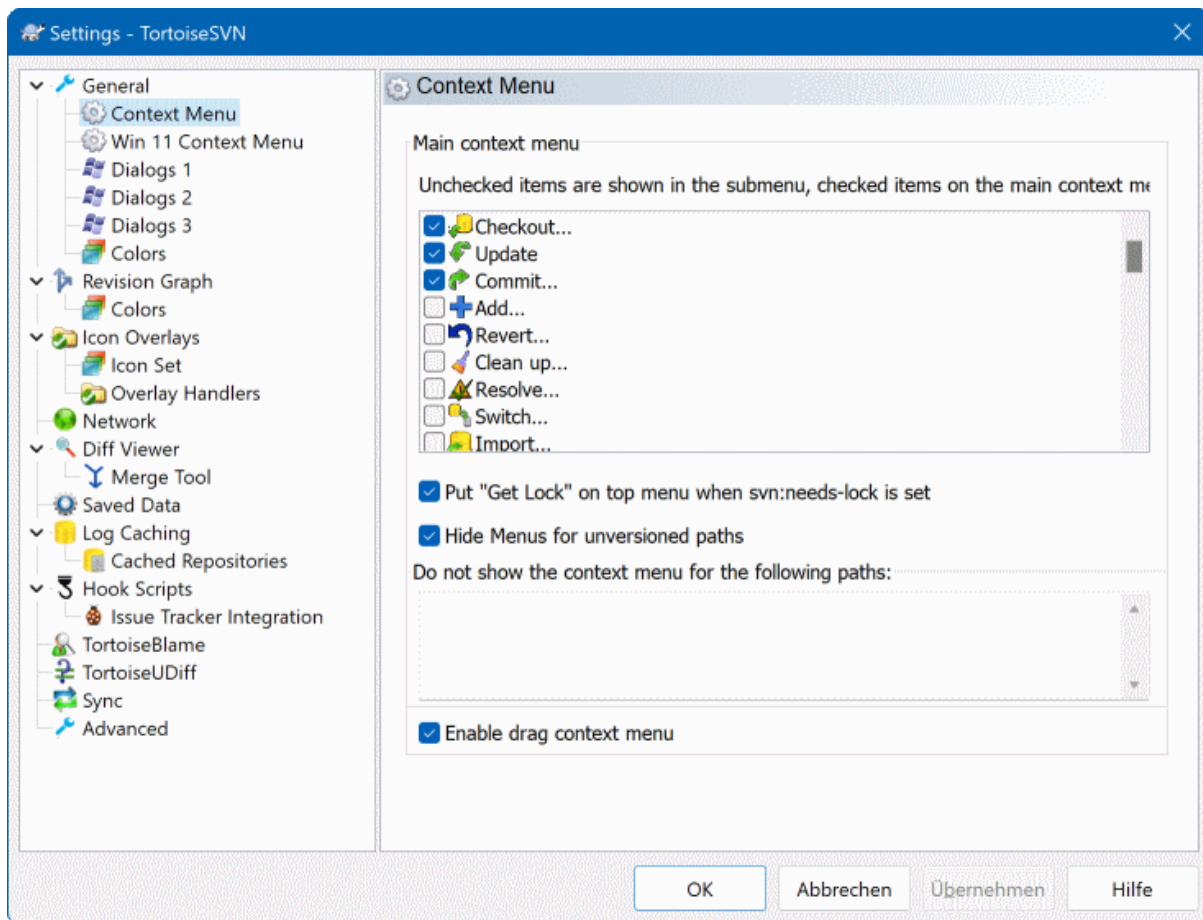 Settings - TortoiseSVN
General
Context Menu
Win 11 Context Menu
Dialogs 1
Dialogs 2
Dialogs 3
Colors
Revision Graph
Colors
Icon Overlays
Icon Set
Overlay Handlers
Network
Diff Viewer
Merge Tool
Saved Data
Log Caching
Cached Repositories
Hook Scripts
Issue Tracker Integration
TortoiseBlame
TortoiseUDiff
Sync
Advanced
Context Menu
Main context menu
Unchecked items are shown in the submenu, checked items on the main context me
Checkout...
Update
Commit...
Add...
Revert...
Clean up...
Resolve...
Switch...
Import...
Put "Get Lock" on top menu when svn:needs-lock is set
Hide Menus for unversioned paths
Do not show the context menu for the following paths:
Enable drag context menu
OK
Abbrechen
Übernehmen
Hilfe